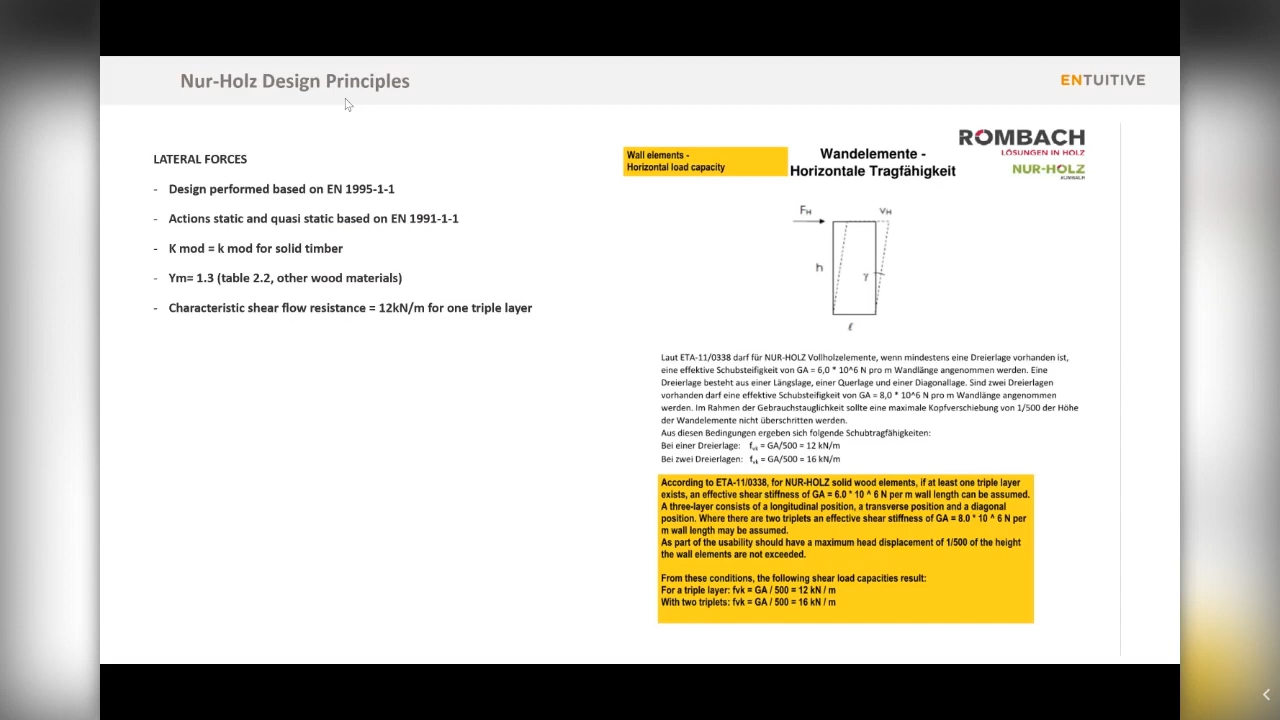 Nur-Holz Design Principles
ENTUITIVE
LATERAL FORCES
- Design performed based on EN 1995-1-1
- Actions static and quasi static based on EN 1991-1-1
- K mod = k mod for solid timber
- Ym= 1.3 (table 2.2, other wood materials)
- Characteristic shear flow resistance = 12kN/m for one triple layer
Wall elements -
Horizontal load capacity
Wandelemente -
Horizontale Tragfähigkeit
ROMBACH
LÖSUNGEN IN HOLZ
NUR-HOLZ
ROMBACH
FH
vH
h
γ
ℓ
Laut ETA-11/0338 darf für NUR-HOLZ Vollholzelemente, wenn mindestens eine Dreierlage vorhanden ist,
eine effektive Schubsteifigkeit von GA = 6,0 * 10^6 N pro m Wandlänge angenommen werden. Eine
Dreierlage besteht aus einer Längslage, einer Querlage und einer Diagonallage. Sind zwei Dreierlagen
vorhanden darf eine effektive Schubsteifigkeit von GA = 8,0 * 10^6 N pro m Wandlänge angenommen
werden. Im Rahmen der Gebrauchstauglichkeit sollte eine maximale Kopfverschiebung von 1/500 der Höhe
der Wandelemente nicht überschritten werden.
Aus diesen Bedingungen ergeben sich folgende Schubtragfähigkeiten:
Bei einer Dreierlage: fvk = GA/500 = 12 kN/m
Bei zwei Dreierlagen: fvk = GA/500 = 16 kN/m
According to ETA-11/0338, for NUR-HOLZ solid wood elements, if at least one triple layer
exists, an effective shear stiffness of GA = 6.0 * 10 ^ 6 N per m wall length can be assumed.
A three-layer consists of a longitudinal position, a transverse position and a diagonal
position. Where there are two triplets an effective shear stiffness of GA = 8.0 * 10 ^ 6 N per
m wall length may be assumed.
As part of the usability should have a maximum head displacement of 1/500 of the height
the wall elements are not exceeded.
From these conditions, the following shear load capacities result:
For a triple layer: fvk = GA / 500 = 12 kN / m
With two triplets: fvk = GA / 500 = 16 kN / m